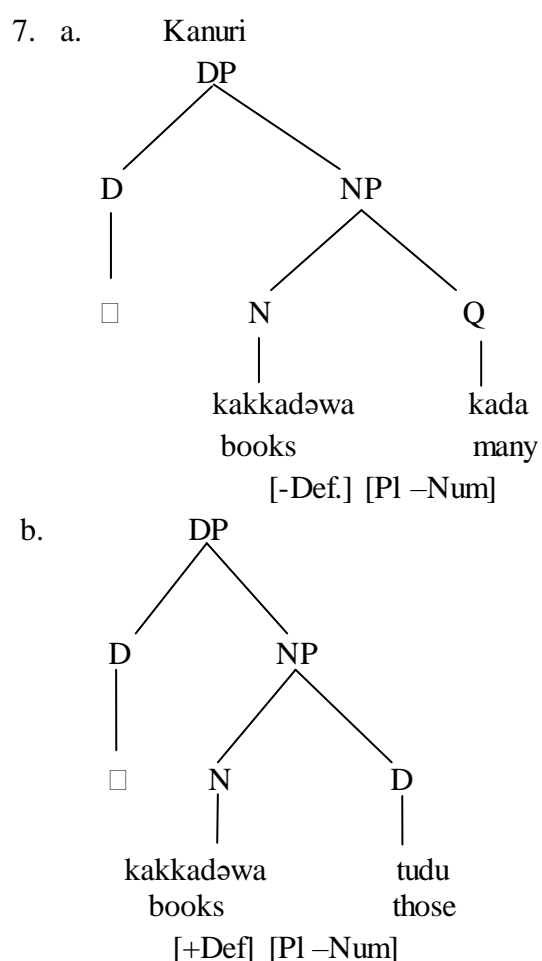 7. a. Kanuri
DP
D NP
□ N Q
kakkadəwa kada
books many
[-Def.] [Pl –Num]
b. DP
D NP
□ N D
kakkadəwa tudu
books those
[+Def] [Pl –Num]